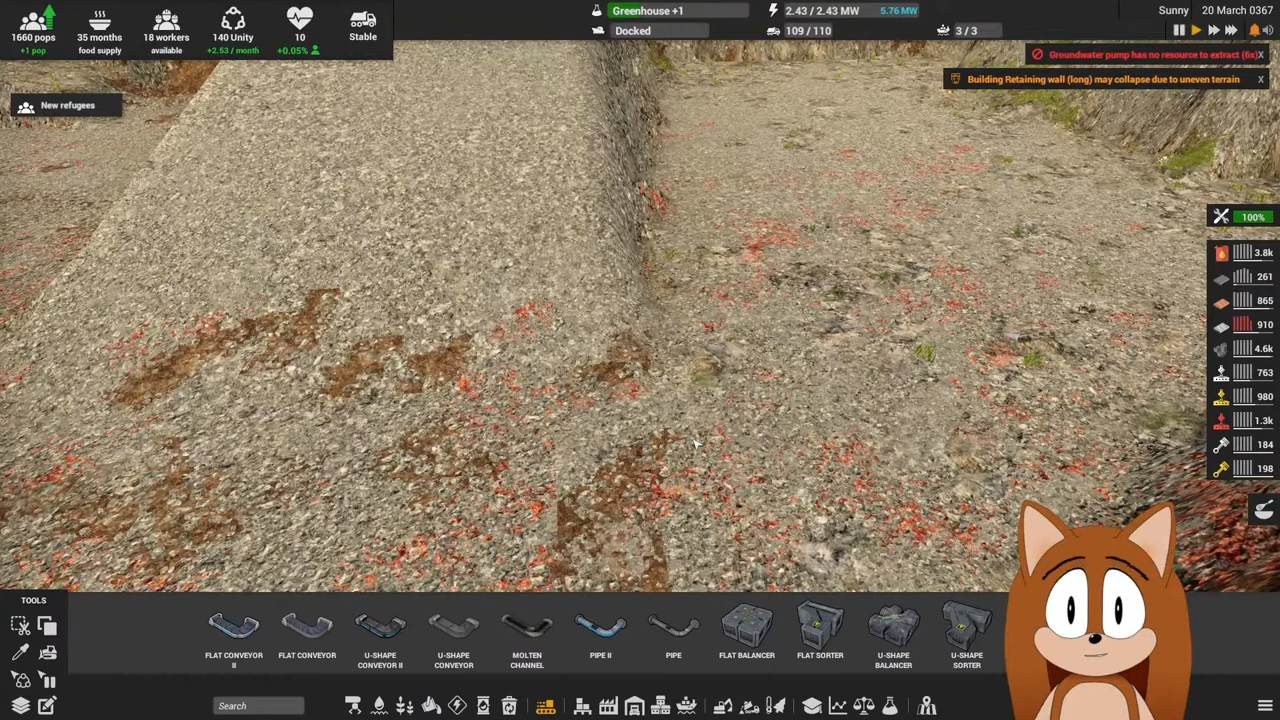 1660 pops
+1 pop
35 months
food supply
18 workers
available
140 Unity
+2.53 / month
10
+0.05%
Stable
Greenhouse +1
Docked
2.43 / 2.43 MW
5.76 MW
109 / 110
3 / 3
Sunny
20 March 0367
Groundwater pump has no resource to extract (6x)
X
Building Retaining wall (long) may collapse due to uneven terrain
X
New refugees
100%
3.8k
261
865
910
4.6k
763
980
1.3k
184
198
TOOLS
FLAT CONVEYOR II
FLAT CONVEYOR
U-SHAPE CONVEYOR II
U-SHAPE CONVEYOR
MOLTEN CHANNEL
PIPE II
PIPE
FLAT BALANCER
FLAT SORTER
U-SHAPE BALANCER
U-SHAPE SORTER
Search